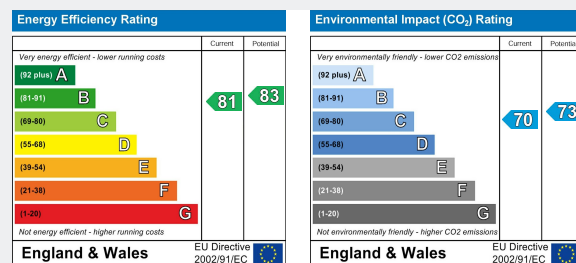 Energy Efficiency Rating
Current Potential
Very energy efficient - lower running costs
(92 plus) A
(81-91) B
81 83
(69-80) C
(55-68) D
(39-54) E
(21-38) F
(1-20) G
Not energy efficient - higher running costs
England & Wales
EU Directive
2002/91/EC
Environmental Impact (CO₂) Rating
Current Potential
Very environmentally friendly - lower CO2 emissions
(92 plus) A
(81-91) B
73
(69-80) C
70
(55-68) D
(39-54) E
(21-38) F
(1-20) G
Not environmentally friendly - higher CO2 emissions
England & Wales
EU Directive
2002/91/EC